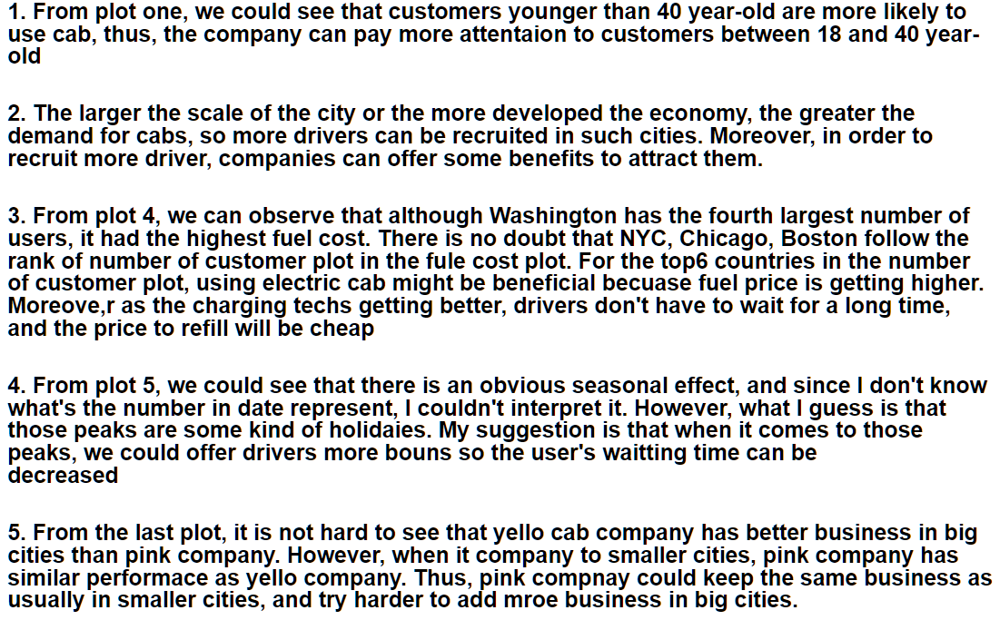 1. From plot one, we could see that customers younger than 40 year-old are more likely to
use cab, thus, the company can pay more attentaion to customers between 18 and 40 year-
old
2. The larger the scale of the city or the more developed the economy, the greater the
demand for cabs, so more drivers can be recruited in such cities. Moreover, in order to
recruit more driver, companies can offer some benefits to attract them.
3. From plot 4, we can observe that although Washington has the fourth largest number of
users, it had the highest fuel cost. There is no doubt that NYC, Chicago, Boston follow the
rank of number of customer plot in the fule cost plot. For the top6 countries in the number
of customer plot, using electric cab might be beneficial becuase fuel price is getting higher.
Moreove,r as the charging techs getting better, drivers don't have to wait for a long time,
and the price to refill will be cheap
4. From plot 5, we could see that there is an obvious seasonal effect, and since I don't know
what's the number in date represent, I couldn't interpret it. However, what I guess is that
those peaks are some kind of holidaies. My suggestion is that when it comes to those
peaks, we could offer drivers more bouns so the user's waitting time can be
decreased
5. From the last plot, it is not hard to see that yello cab company has better business in big
cities than pink company. However, when it company to smaller cities, pink company has
similar performace as yello company. Thus, pink compnay could keep the same business as
usually in smaller cities, and try harder to add mroe business in big cities.